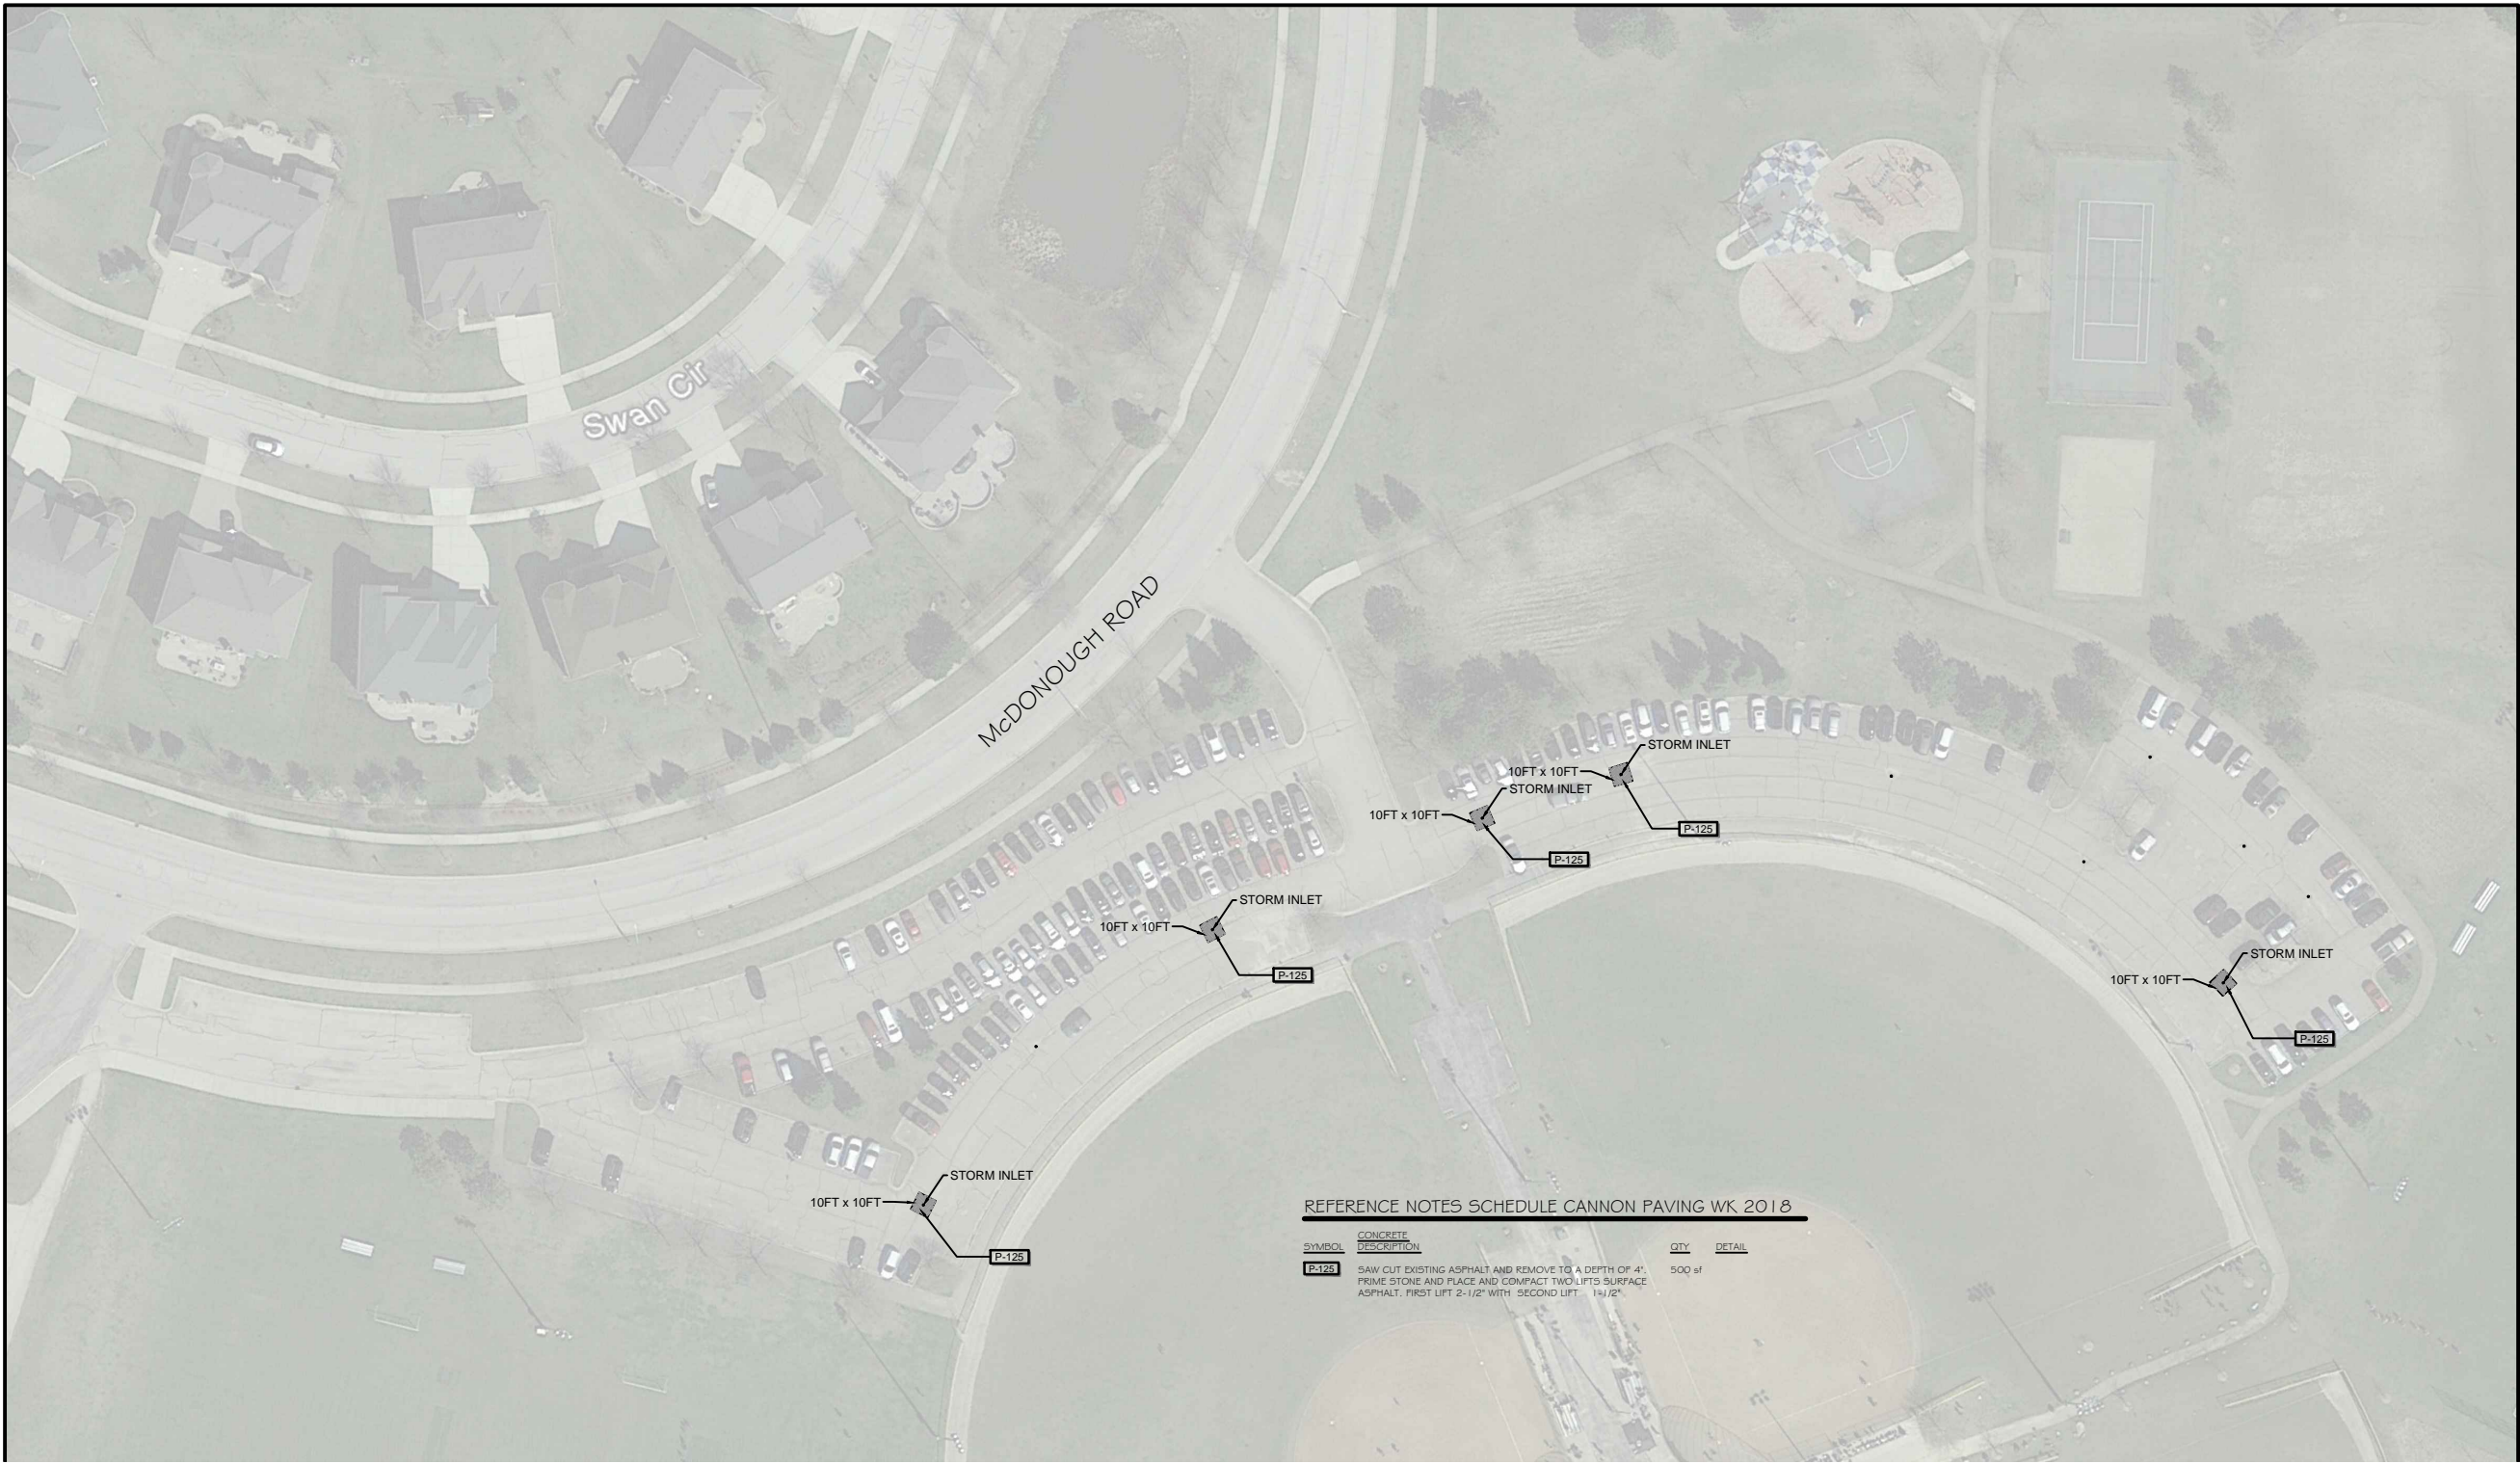 Swan Cir
McDONOUGH ROAD
STORM INLET
10FT x 10FT
STORM INLET
10FT x 10FT
P-125
P-125
STORM INLET
10FT x 10FT
P-125
STORM INLET
10FT x 10FT
P-125
STORM INLET
10FT x 10FT
P-125
REFERENCE NOTES SCHEDULE CANNON PAVING WK 2018
CONCRETE
SYMBOL DESCRIPTION QTY DETAIL
P-125 SAW CUT EXISTING ASPHALT AND REMOVE TO A DEPTH OF 4". 500 sf
PRIME STONE AND PLACE AND COMPACT TWO LIFTS SURFACE
ASPHALT. FIRST LIFT 2-1/2" WITH SECOND LIFT 1-1/2"